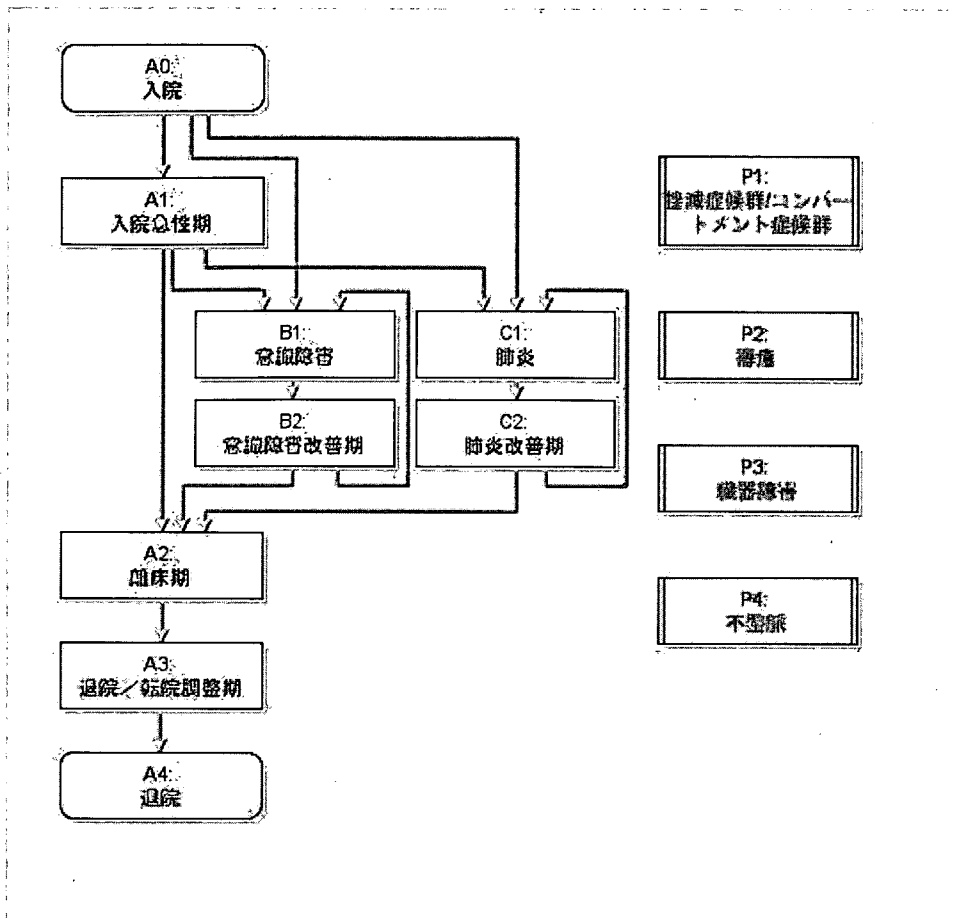 A0:
入院
A1:
入院急性期
B1:
意識障害
B2:
意識障害改善期
C1:
肺炎
C2:
肺炎改善期
A2:
離床期
A3:
退院／転院調整期
A4:
退院
P1:
挫滅症候群/コンパー
トメント症候群
P2:
褥瘡
P3:
臓器障害
P4:
不整脈